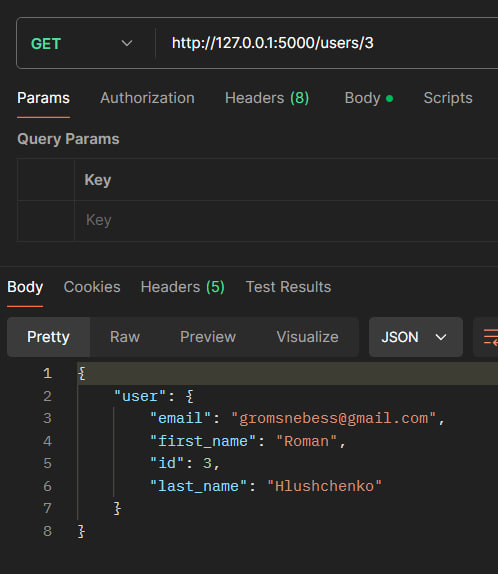 GET http://127.0.0.1:5000/users/3
Params Authorization Headers (8) Body Scripts
Query Params
Key
Key
Body Cookies Headers (5) Test Results
Pretty Raw Preview Visualize JSON
1 {
2 "user": {
3 "email": "gromsnebess@gmail.com",
4 "first_name": "Roman",
5 "id": 3,
6 "last_name": "Hlushchenko"
7 }
8 }